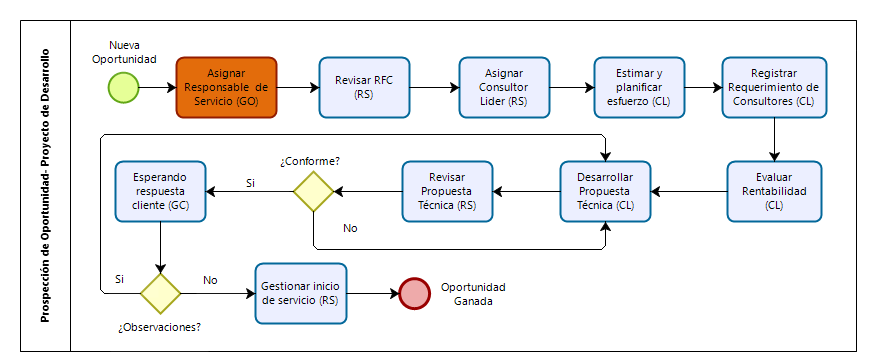 Prospección de Oportunidad- Proyecto de Desarrollo
Nueva
Oportunidad
Asignar
Responsable de
Servicio (GO)
Revisar RFC
(RS)
Asignar
Consultor
Lider (RS)
Estimar y
planificar
esfuerzo (CL)
Registrar
Requerimiento de
Consultores (CL)
Esperando
respuesta
cliente (GC)
Si
¿Conforme?
No
Revisar
Propuesta
Técnica (RS)
Desarrollar
Propuesta
Técnica (CL)
Evaluar
Rentabilidad
(CL)
Si
¿Observaciones?
No
Gestionar inicio
de servicio (RS)
Oportunidad
Ganada